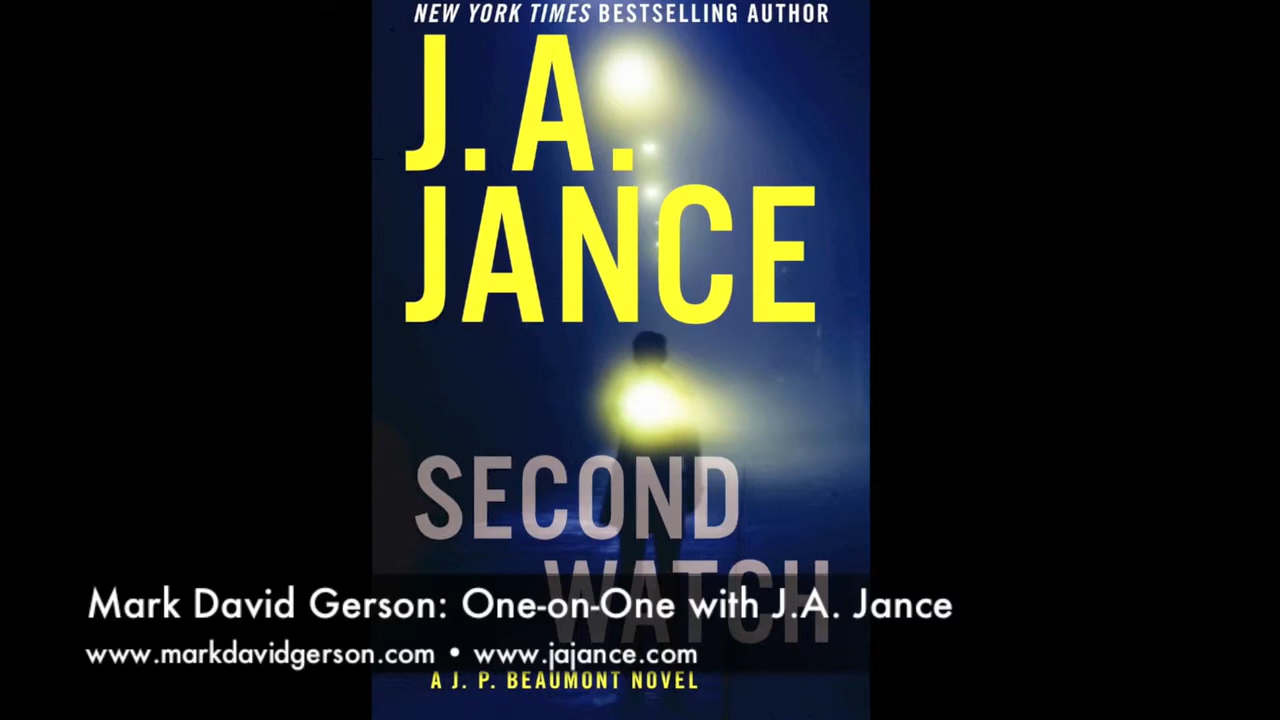 NEW YORK TIMES BESTSELLING AUTHOR
J. A.
JANCE
SECOND
WATCH
Mark David Gerson: One-on-One with J.A. Jance
www.markdavidgerson.com • www.jajance.com
A J. P. BEAUMONT NOVEL